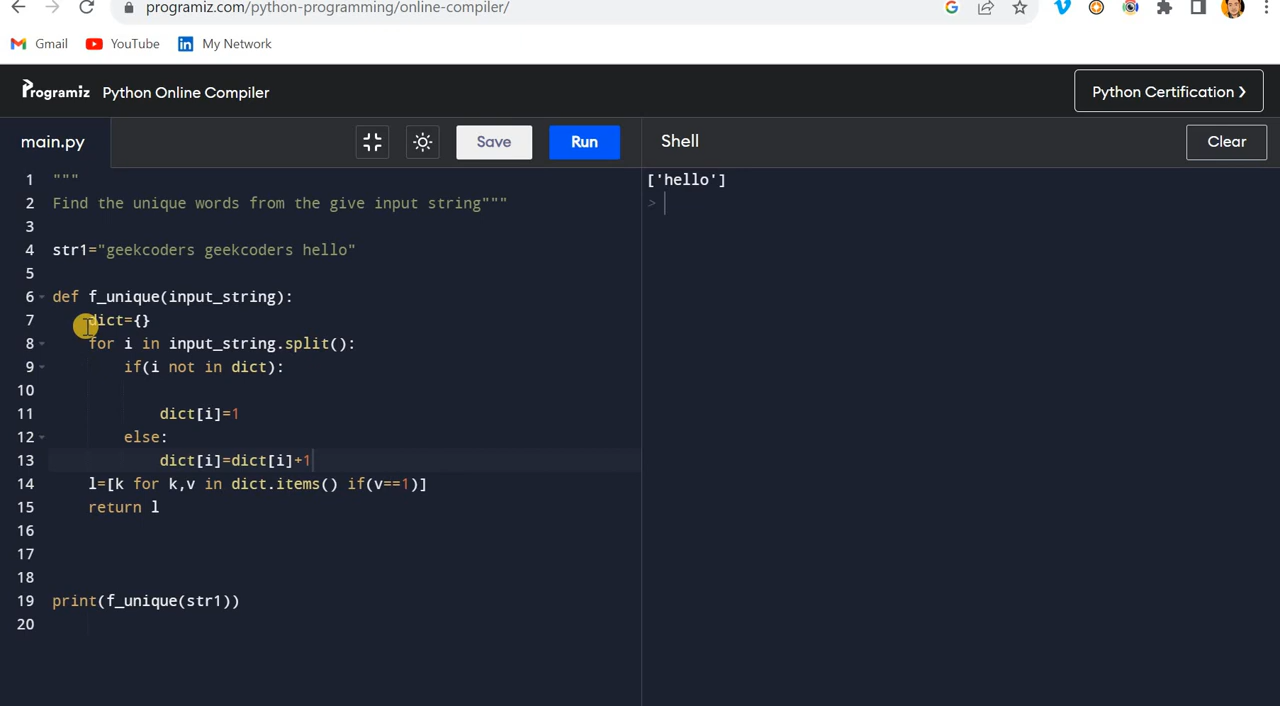 programiz.com/python-programming/online-compiler/
Gmail YouTube My Network
Programiz Python Online Compiler Python Certification
main.py Save Run Shell Clear
1 """
2 Find the unique words from the give input string"""
3
4 str1="geekcoders geekcoders hello"
5
6 def f_unique(input_string):
7 dict={}
8 for i in input_string.split():
9 if(i not in dict):
10
11 dict[i]=1
12 else:
13 dict[i]=dict[i]+1
14 l=[k for k,v in dict.items() if(v==1)]
15 return l
16
17
18
19 print(f_unique(str1))
20
['hello']
>